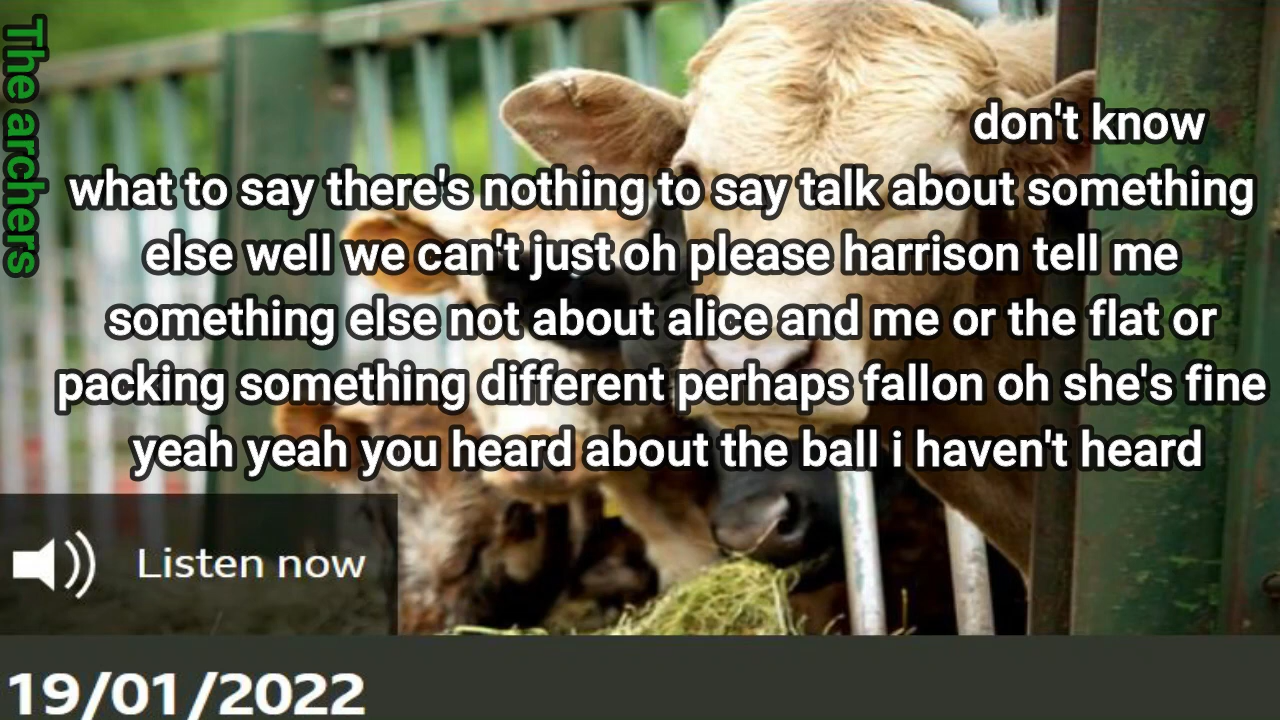 The archers
don't know
what to say there's nothing to say talk about something
else well we can't just oh please harrison tell me
something else not about alice and me or the flat or
packing something different perhaps fallon oh she's fine
yeah yeah you heard about the ball i haven't heard
Listen now
19/01/2022